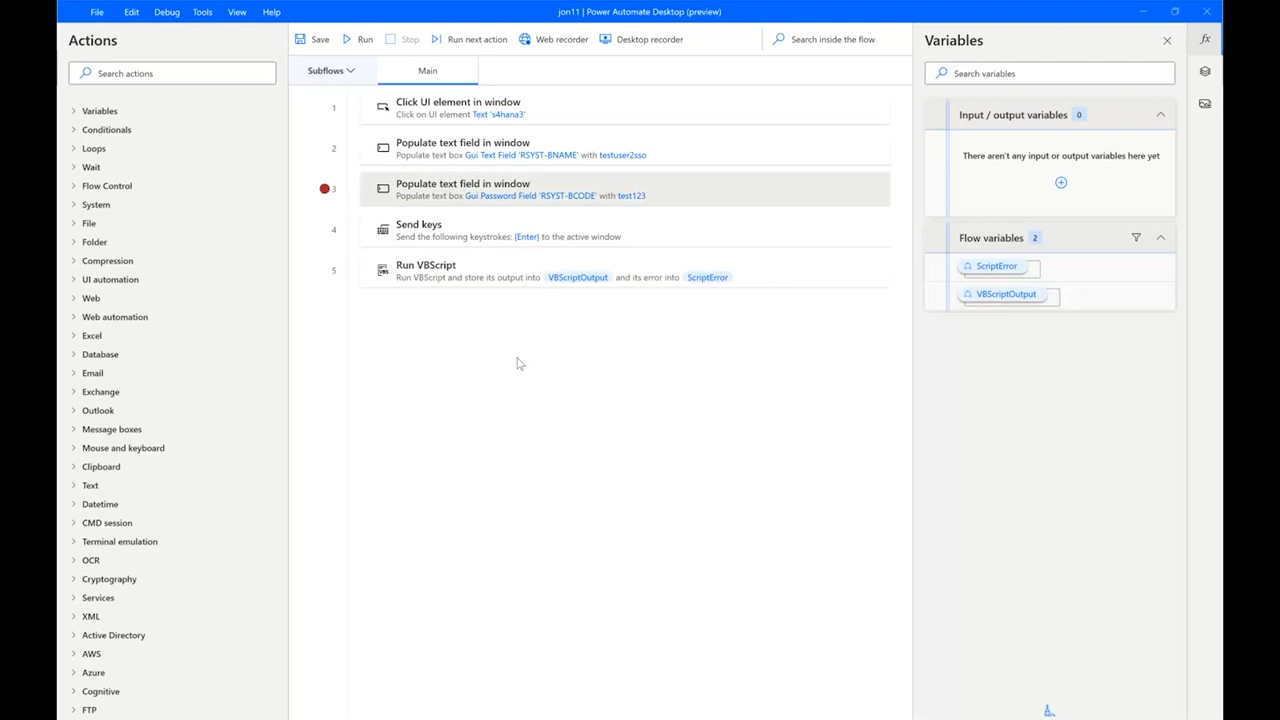 File Edit Debug Tools View Help
jon11 | Power Automate Desktop (preview)
Actions
Search actions
Variables
Conditionals
Loops
Wait
Flow Control
System
File
Folder
Compression
UI automation
Web
Web automation
Excel
Database
Email
Exchange
Outlook
Message boxes
Mouse and keyboard
Clipboard
Text
Datetime
CMD session
Terminal emulation
OCR
Cryptography
Services
XML
Active Directory
AWS
Azure
Cognitive
FTP
Save Run Stop Run next action Web recorder Desktop recorder Search inside the flow
Subflows Main
1
Click UI element in window
Click on UI element Text 's4hana3'
2
Populate text field in window
Populate text box Gui Text Field 'RSYST-BNAME' with testuser2sso
3
Populate text field in window
Populate text box Gui Password Field 'RSYST-BCODE' with test123
4
Send keys
Send the following keystrokes: {Enter} to the active window
5
Run VBScript
Run VBScript and store its output into VBScriptOutput and its error into ScriptError
Variables
fx
Search variables
Input / output variables 0
There aren't any input or output variables here yet
Flow variables 2
ScriptError
VBScriptOutput